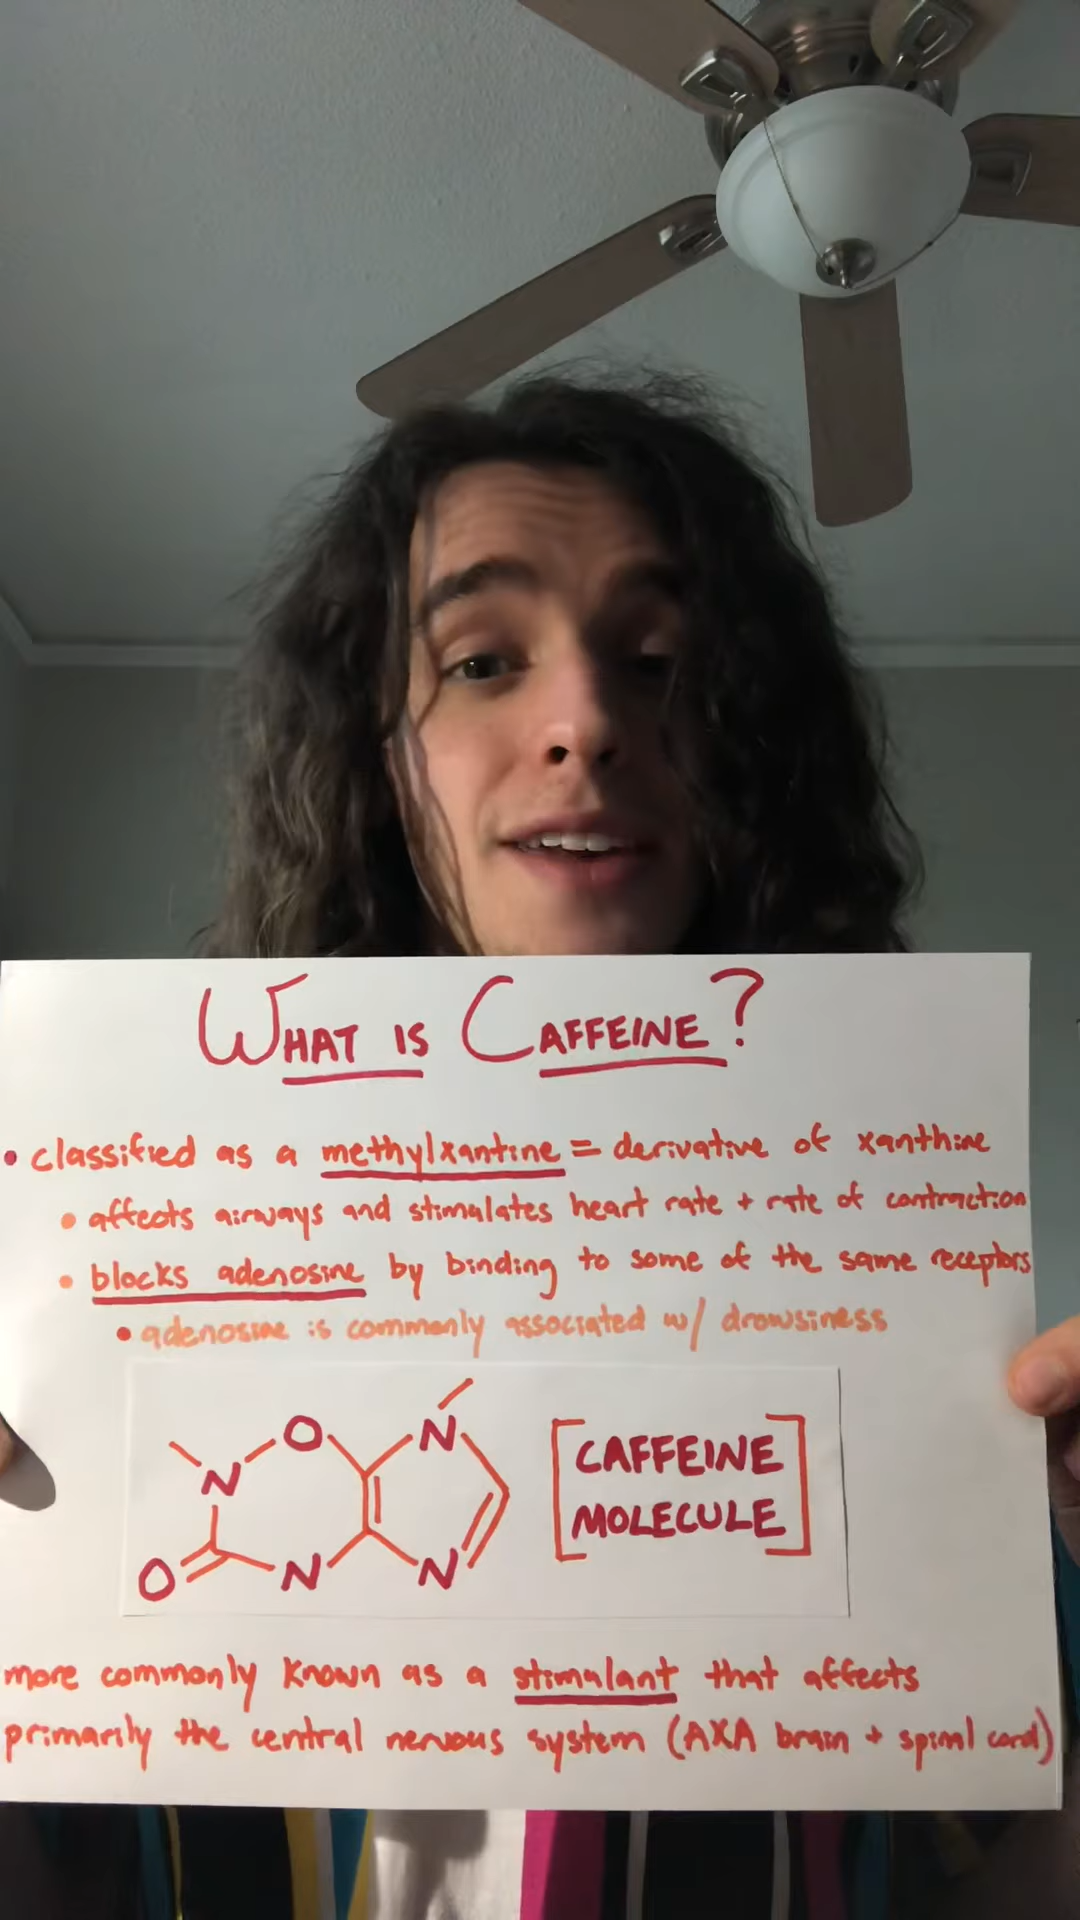 WHAT IS CAFFEINE?
• classified as a methylxantine = derivative of xanthine
• affects airways and stimulates heart rate + rate of contraction
• blocks adenosine by binding to some of the same receptors
• adenosine is commonly associated w/ drowsiness
N O N
O N N
[CAFFEINE
MOLECULE]
more commonly known as a stimulant that affects
primarily the central nervous system (AXA brain + spinal cord)